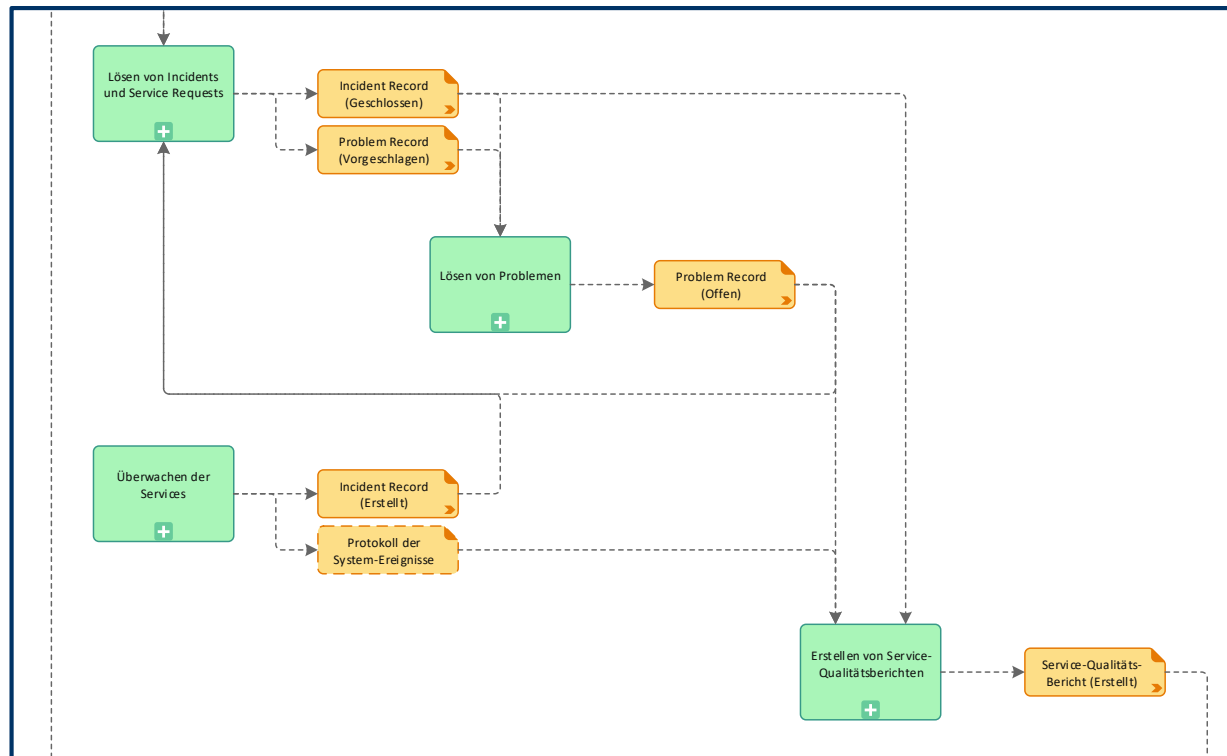 Lösen von Incidents
und Service Requests
Incident Record
(Geschlossen)
Problem Record
(Vorgeschlagen)
Lösen von Problemen
Problem Record
(Offen)
Überwachen der
Services
Incident Record
(Erstellt)
Protokoll der
System-Ereignisse
Erstellen von Service-
Qualitätsberichten
Service-Qualitäts-
Bericht (Erstellt)